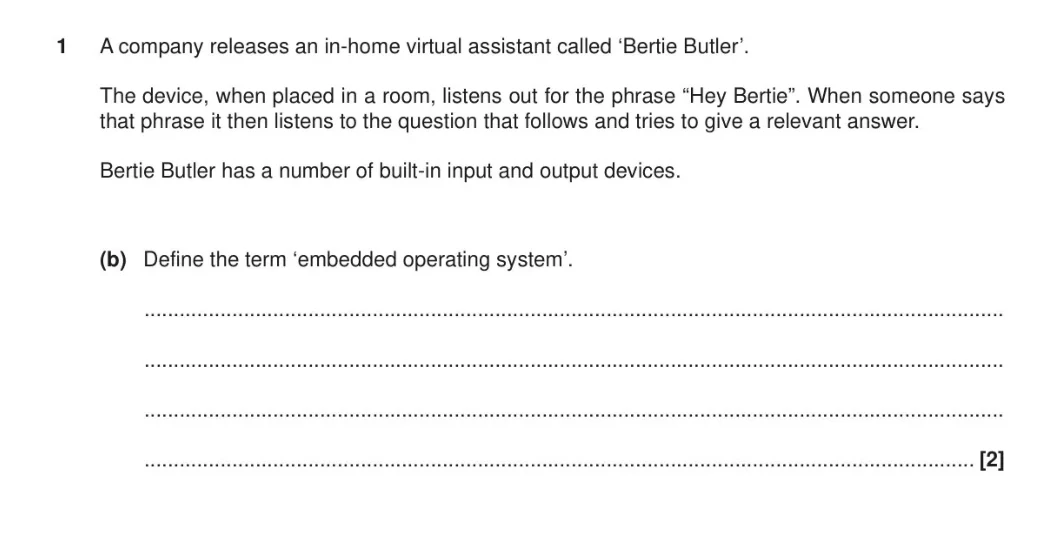 1 A company releases an in-home virtual assistant called ‘Bertie Butler’.
The device, when placed in a room, listens out for the phrase “Hey Bertie”. When someone says
that phrase it then listens to the question that follows and tries to give a relevant answer.
Bertie Butler has a number of built-in input and output devices.
(b) Define the term ‘embedded operating system’.
[2]